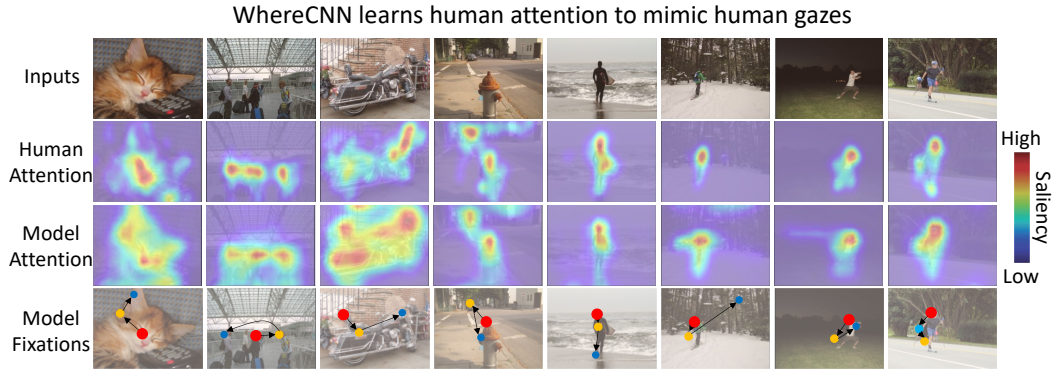 WhereCNN learns human attention to mimic human gazes
Inputs
Human
Attention
Model
Attention
Model
Fixations
High
Saliency
Low